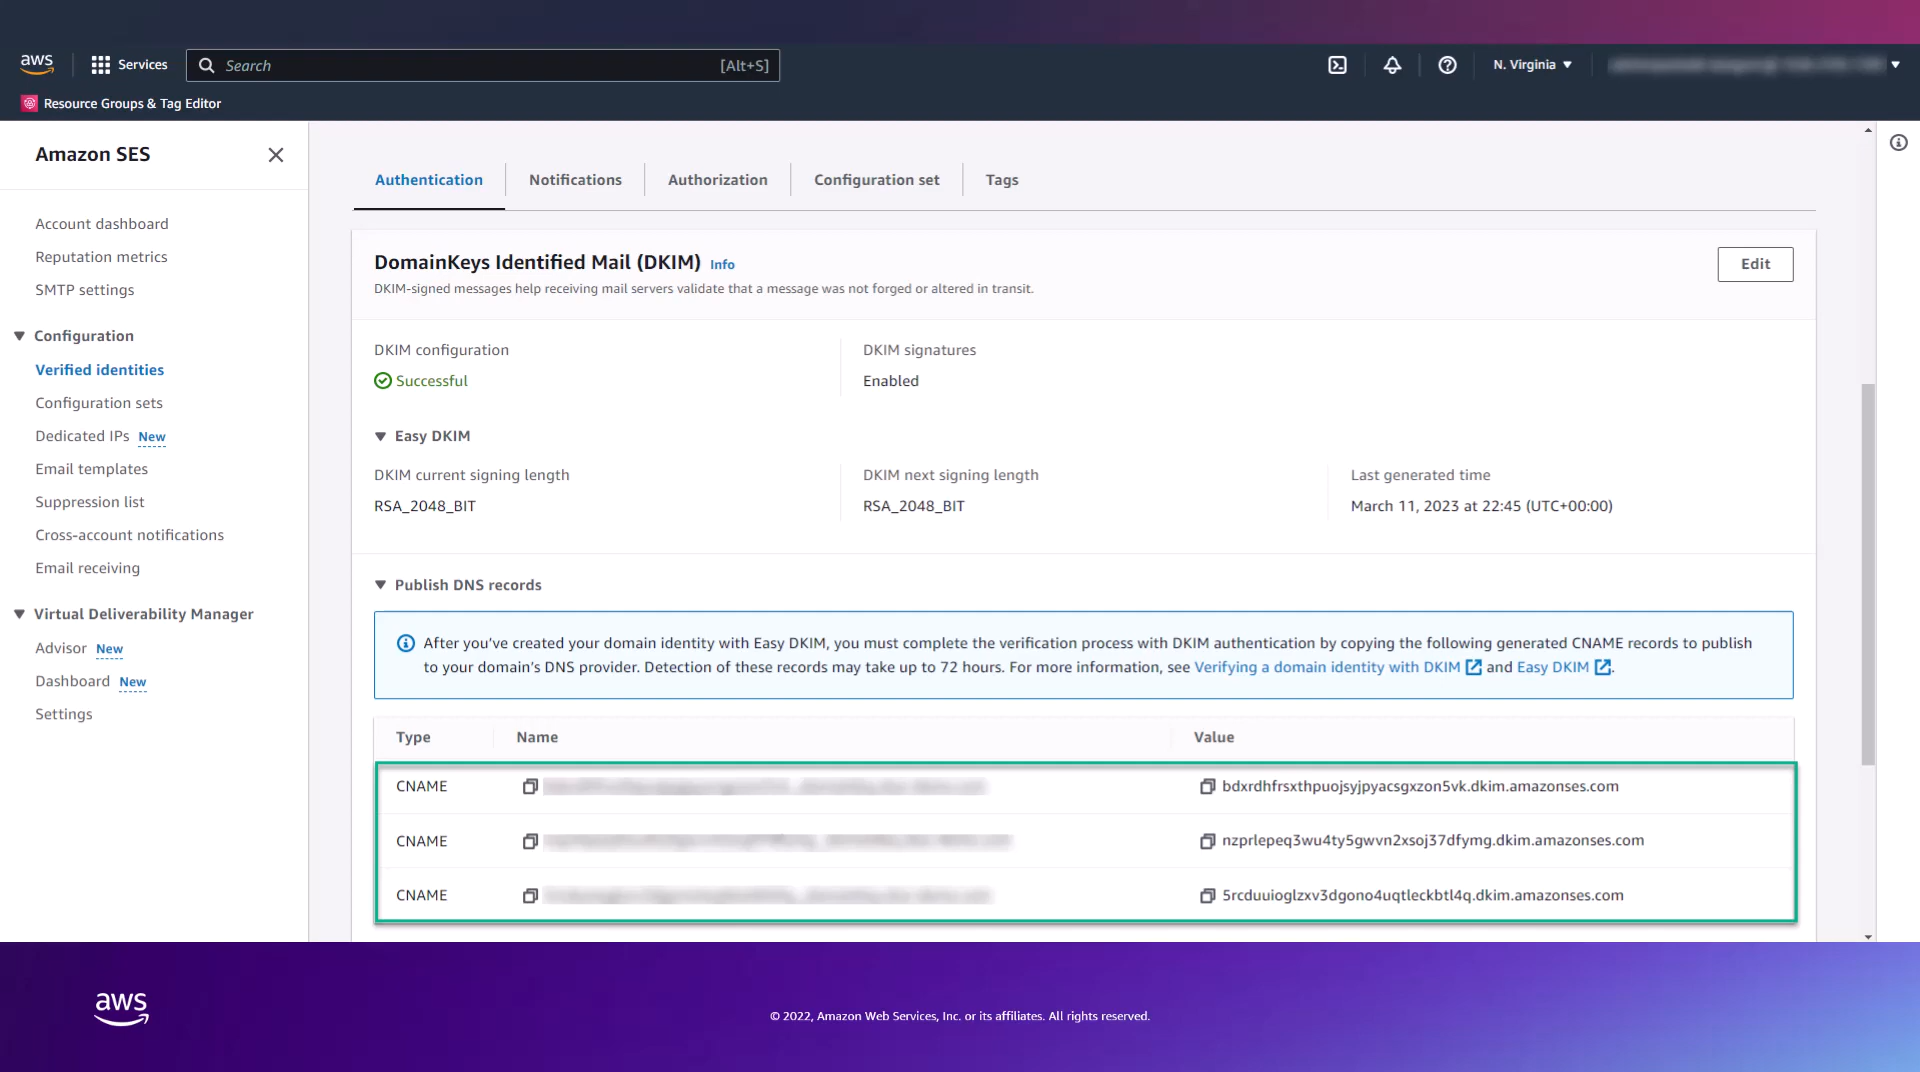 aws
Services
Search
[Alt+S]
N. Virginia
Resource Groups & Tag Editor
Amazon SES
Account dashboard
Reputation metrics
SMTP settings
Configuration
Verified identities
Configuration sets
Dedicated IPs New
Email templates
Suppression list
Cross-account notifications
Email receiving
Virtual Deliverability Manager
Advisor New
Dashboard New
Settings
Authentication
Notifications
Authorization
Configuration set
Tags
DomainKeys Identified Mail (DKIM) Info
Edit
DKIM-signed messages help receiving mail servers validate that a message was not forged or altered in transit.
DKIM configuration
Successful
DKIM signatures
Enabled
Easy DKIM
DKIM current signing length
RSA_2048_BIT
DKIM next signing length
RSA_2048_BIT
Last generated time
March 11, 2023 at 22:45 (UTC+00:00)
Publish DNS records
After you've created your domain identity with Easy DKIM, you must complete the verification process with DKIM authentication by copying the following generated CNAME records to publish
to your domain's DNS provider. Detection of these records may take up to 72 hours. For more information, see Verifying a domain identity with DKIM and Easy DKIM.
Type
Name
Value
CNAME
bdxrdhfrsxthpuojsyjpyacsgxzon5vk.dkim.amazonses.com
CNAME
nzprlepeq3wu4ty5gwvn2xsoj37dfymg.dkim.amazonses.com
CNAME
5rcduuioglzxv3dgono4uqtleckbtl4q.dkim.amazonses.com
aws
© 2022, Amazon Web Services, Inc. or its affiliates. All rights reserved.